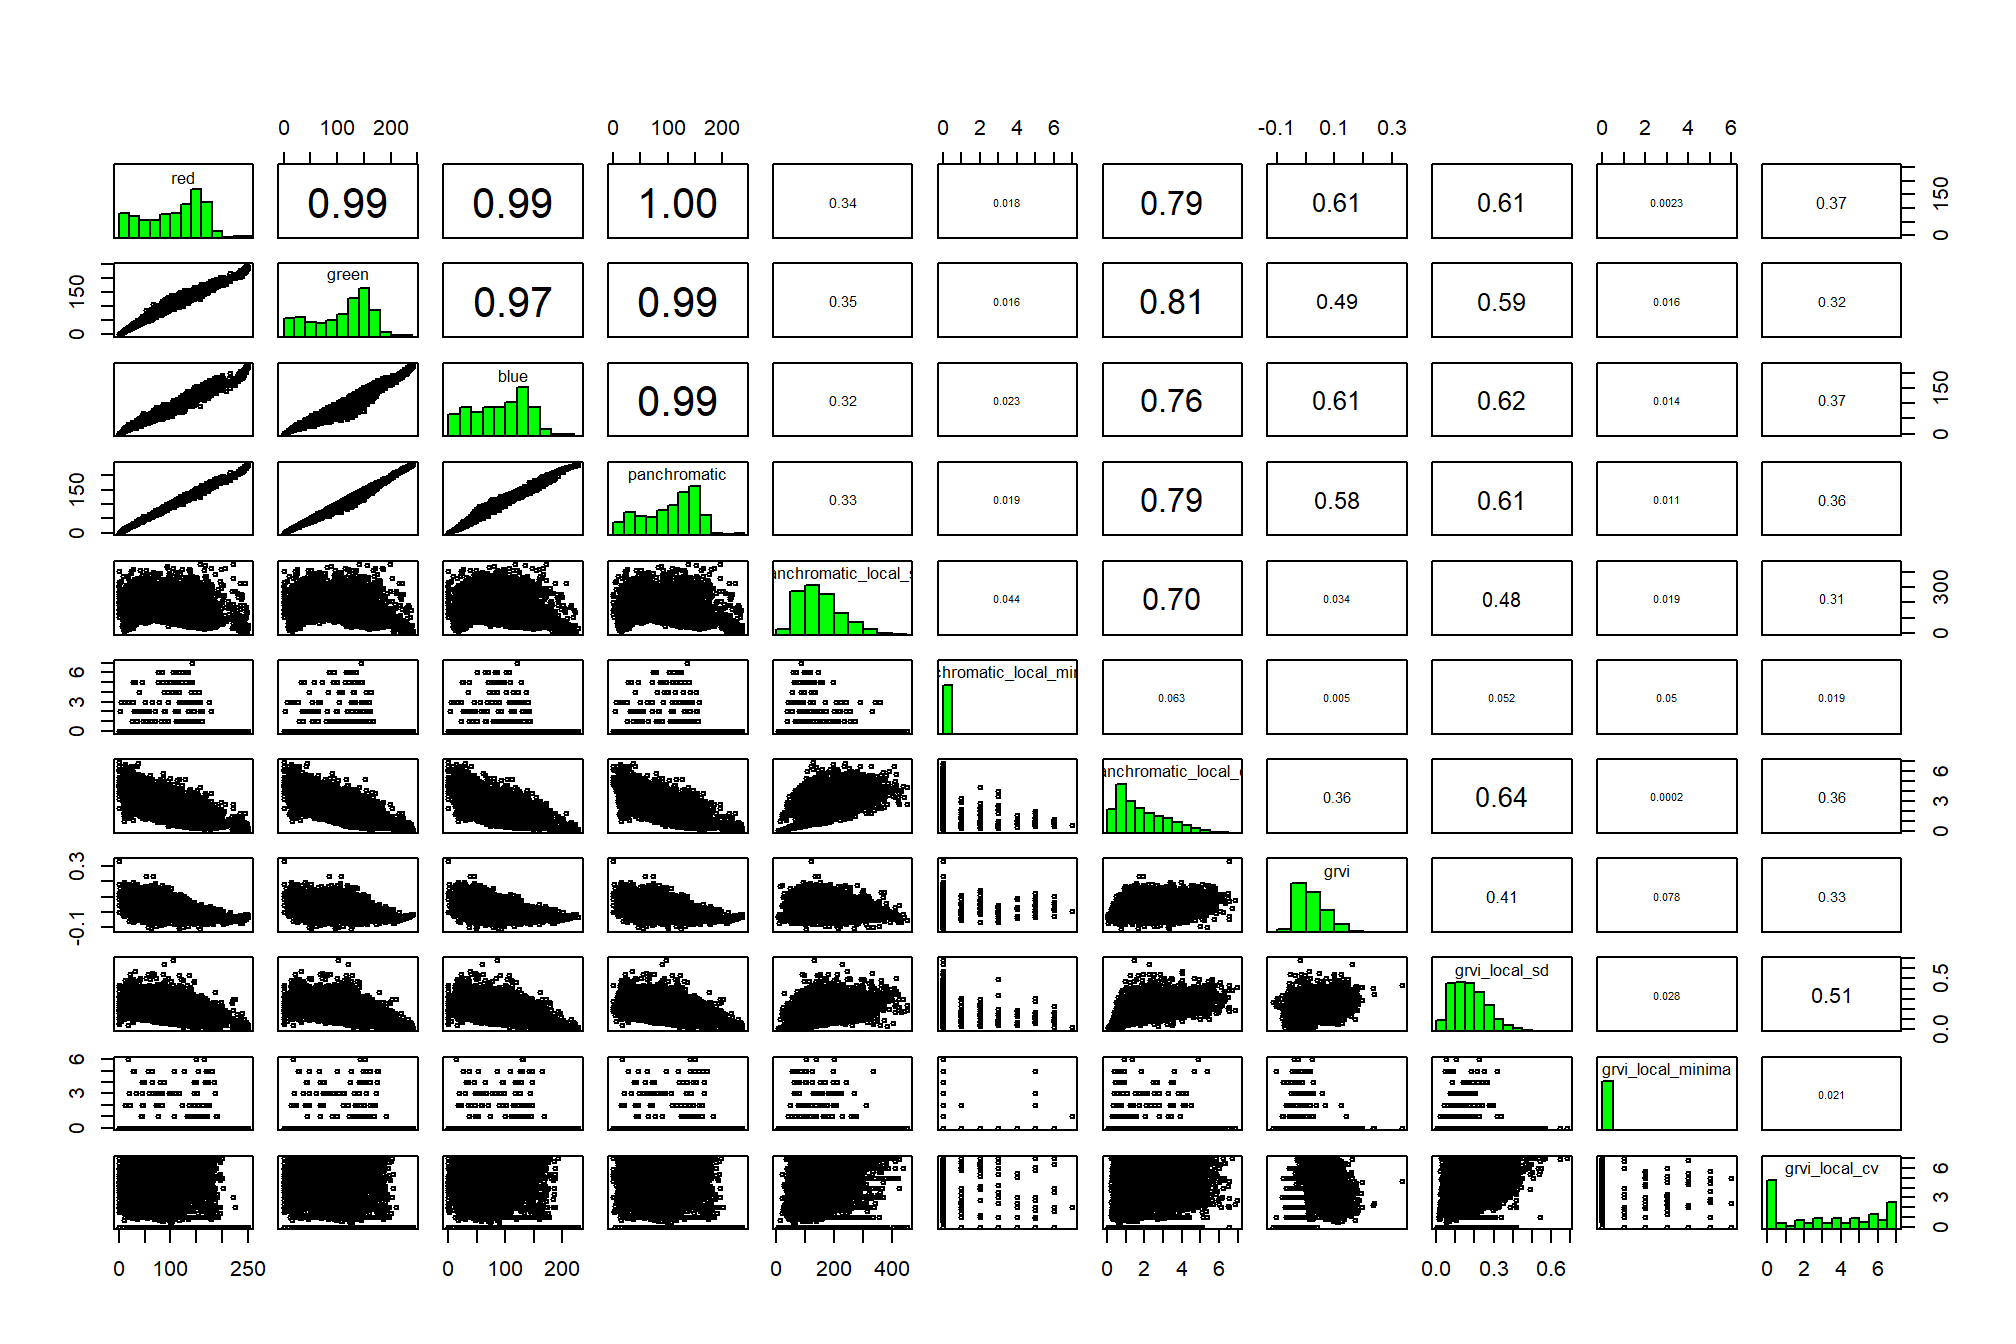 0 100 200 0 100 200 0 2 4 6 -0.1 0.1 0.3 0 2 4 6
red 0.99 0.99 1.00 0.34 0.018 0.79 0.61 0.61 0.0023 0.37 0 150
0 150 green 0.97 0.99 0.35 0.016 0.81 0.49 0.59 0.016 0.32
blue 0.99 0.32 0.023 0.76 0.61 0.62 0.014 0.37 0 150
0 150 panchromatic 0.33 0.019 0.79 0.58 0.61 0.011 0.36
anchromatic_local_s 0.044 0.70 0.034 0.48 0.019 0.31 0 300
0 3 6 chromatic_local_min 0.063 0.005 0.052 0.05 0.019
anchromatic_local_c 0.36 0.64 0.0002 0.36 0 3 6
-0.1 0.3 grvi 0.41 0.078 0.33
grvi_local_sd 0.028 0.51 0.0 0.5
0 3 6 grvi_local_minima 0.021
grvi_local_cv 0 3 6
0 100 250 0 100 200 0 200 400 0 2 4 6 0.0 0.3 0.6 0 2 4 6